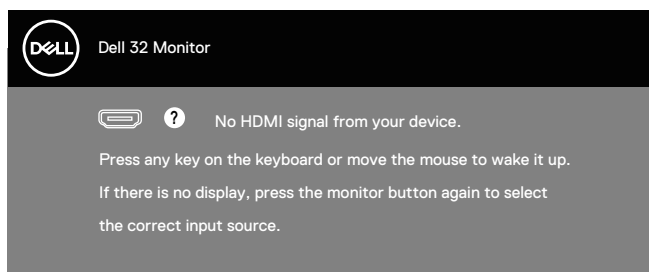 DELL
Dell 32 Monitor
? No HDMI signal from your device.
Press any key on the keyboard or move the mouse to wake it up.
If there is no display, press the monitor button again to select
the correct input source.